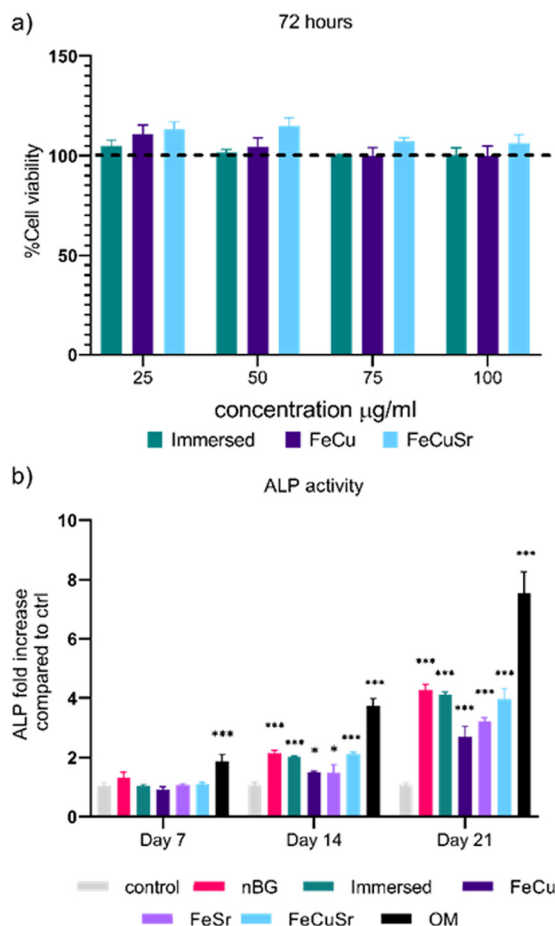 a)
72 hours
150
100
50
0
%Cell viability
25 50 75 100
concentration μg/ml
Immersed FeCu FeCuSr
b)
ALP activity
10
8
6
4
2
0
ALP fold increase
compared to ctrl
***
*** *** * * *** ***
*** *** *** *** *** ***
Day 7 Day 14 Day 21
control nBG Immersed FeCu
FeSr FeCuSr OM